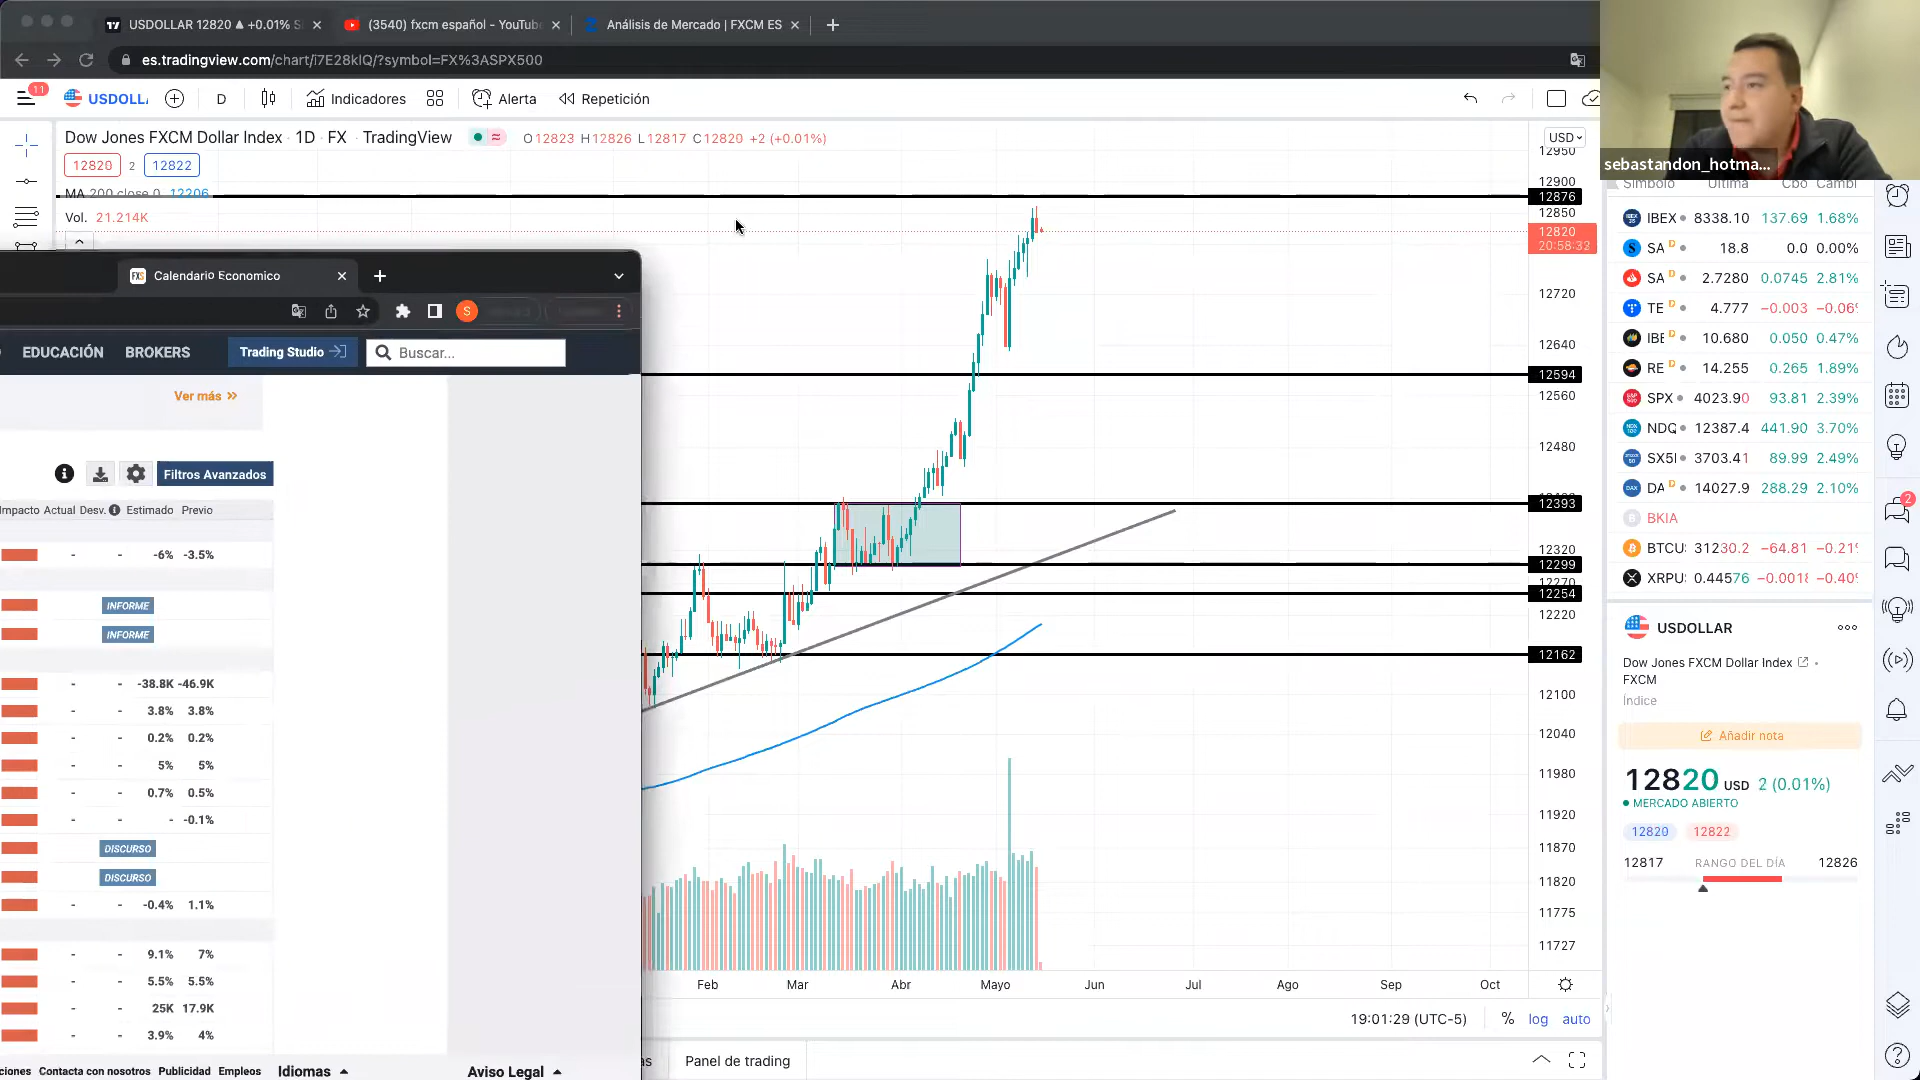 USDOLLAR 12820 ▲ +0.01% S
(3540) fxcm español - YouTube
Análisis de Mercado | FXCM ES
es.tradingview.com/chart/i7E28klQ/?symbol=FX%3ASPX500
11
USDOLL
D
Indicadores
Alerta
Repetición
Dow Jones FXCM Dollar Index · 1D · FX · TradingView
O12823 H12826 L12817 C12820 +2 (+0.01%)
USD
12820
2
12822
MA 200 close 0 12206
Vol. 21.214K
12950
12900
12876
12850
12820
20:58:32
12720
12640
12594
12560
12480
12393
12320
12299
12270
12254
12220
12162
12100
12040
11980
11920
11870
11820
11775
11727
Calendario Economico
S
EDUCACIÓN
BROKERS
Trading Studio
Buscar...
Ver más »
Filtros Avanzados
Impacto Actual Desv. Estimado Previo
- - -6% -3.5%
INFORME
INFORME
- - -38.8K -46.9K
- - 3.8% 3.8%
- - 0.2% 0.2%
- - 5% 5%
- - 0.7% 0.5%
- - - -0.1%
DISCURSO
DISCURSO
- - -0.4% 1.1%
- - 9.1% 7%
- - 5.5% 5.5%
- - 25K 17.9K
- - 3.9% 4%
ciones Contacta con nosotros Publicidad Empleos
Idiomas
Aviso Legal
Feb Mar Abr Mayo Jun Jul Ago Sep Oct
19:01:29 (UTC-5)
% log auto
as
Panel de trading
sebastandon_hotma...
Símbolo Última Cbo Cambi
IBEX 8338.10 137.69 1.68%
SA D 18.8 0.0 0.00%
SA D 2.7280 0.0745 2.81%
TE D 4.777 −0.003 −0.06
IBE D 10.680 0.050 0.47%
RE D 14.255 0.265 1.89%
SPX 4023.90 93.81 2.39%
NDQ 12387.4 441.90 3.70%
SX5 3703.41 89.99 2.49%
DA D 14027.9 288.29 2.10%
BKIA
BTCU 31230.2 −64.81 −0.21
XRPU 0.44576 −0.0018 −0.40
USDOLLAR
Dow Jones FXCM Dollar Index
FXCM
Índice
Añadir nota
12820 USD 2 (0.01%)
MERCADO ABIERTO
12820
12822
12817 RANGO DEL DÍA 12826
2